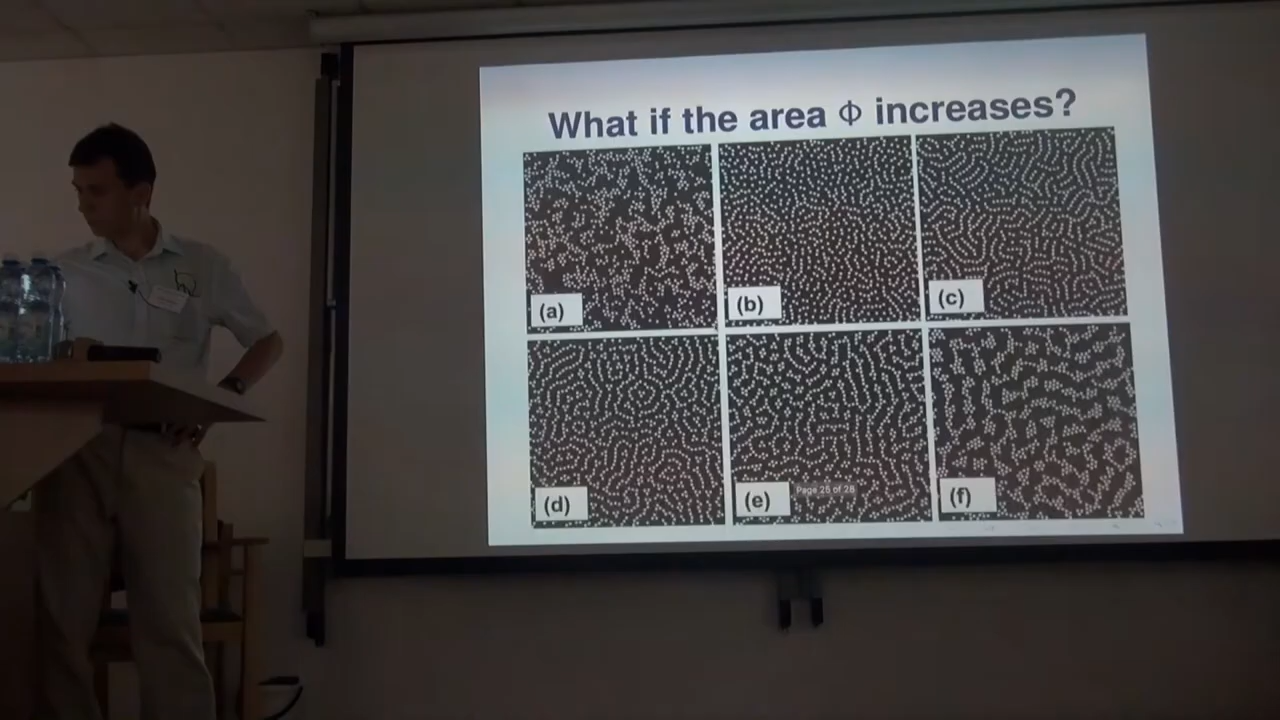 What if the area Φ increases?
(a)
(b)
(c)
(d)
(e)
Page 25 of 28
(f)